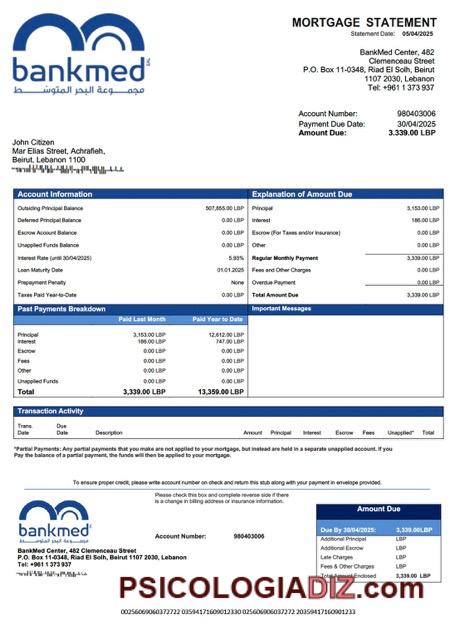 bankmed
مجموعة البحر المتوسط
MORTGAGE STATEMENT
Statement Date: 05/04/2025
BankMed Center, 482
Clemenceau Street
P.O. Box 11-0348, Riad El Solh, Beirut
1107 2030, Lebanon
Tel: +961 1 373 937
Account Number: 980403006
Payment Due Date: 30/04/2025
Amount Due: 3.339.00 LBP
John Citizen
Mar Elias Street, Achrafieh,
Beirut. Lebanon 1100
Account Information
Outsiding Principal Balance 507,655.00 LBP
Deferred Principal Balance 0.00 LBP
Escrow Account Balance 0.00 LBP
Unapplied Funds Balance 0.00 LBP
Interest Rate (until 30/04/2025) 5.93%
Loan Maturity Date 01.01.2025
Prepayment Penalty None
Taxes Paid Year-to-Date 0.00 LBP
Explanation of Amount Due
Principal 3,153.00 LBP
Interest 186.00 LBP
Escrow (For Taxes and/or Insurance) 0.00 LBP
Other 0.00 LBP
Regular Monthly Payment 3,339.00 LBP
Fees and Other Charges 0.00 LBP
Overdue Payment 0.00 LBP
Total Amount Due 3,339.00 LBP
Past Payments Breakdown
Paid Last Month Paid Year to Date
Principal 3,153.00 LBP 12,612.00 LBP
Interest 186.00 LBP 747.00 LBP
Escrow 0.00 LBP 0.00 LBP
Fees 0.00 LBP 0.00 LBP
Other 0.00 LBP 0.00 LBP
Unapplied Funds 0.00 LBP 0.00 LBP
Total 3,339.00 LBP 13,359.00 LBP
Important Messages
Transaction Activity
Trans. Date Due Date Description Amount Principal Interest Escrow Fees Unapplied* Total
*Partial Payments: Any partial payments that you make are not applied to your mortgage, but instead are held in a separate unapplied account. if you
Pay the balance of a partial payment, the funds will then be applied to your mortgage.
To ensure proper credit, please write account number on check and return this stub along with your payment in envelope provided.
Please check this box and complete reverse side if there
is a change in billing address or insurance information.
bankmed
مجموعة البحر المتوسط
Account Number: 980403006
BankMed Center, 482 Clemenceau Street
P.O. Box 11-0348, Riad El Solh, Beirut 1107 2030, Lebanon
Tel: +961 1 373 937
Amount Due
Due By 30/04/2025: 3,339.00LBP
Additional Principal LBP
Additional Escrow LBP
Late Charges LBP
Fees & Other Charges LBP
Total Amount Enclosed 3,339.00 LBP
PSICOLOGIADIZ.COM
00256069060372722 03594171609012330 025606906037272 20359417160901233